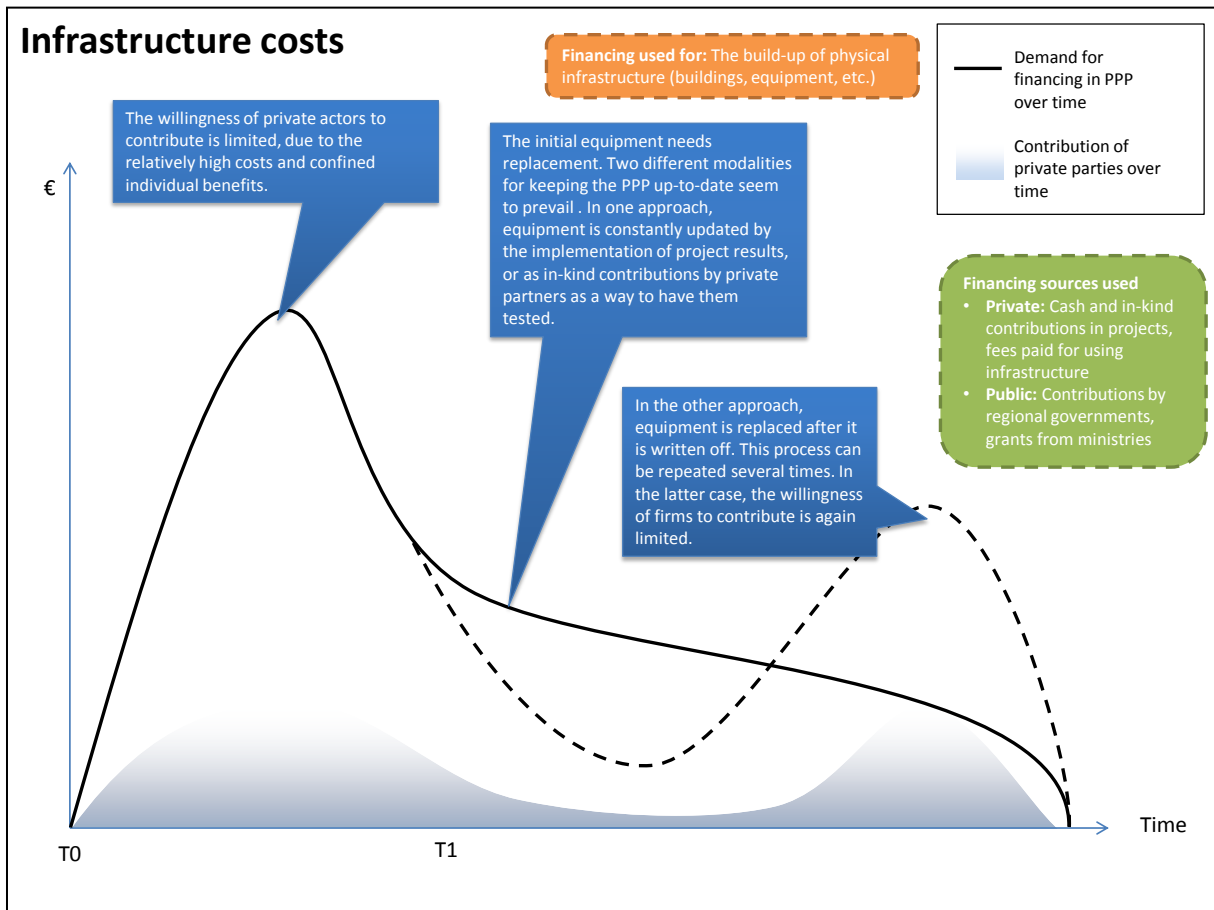 Infrastructure costs
Financing used for: The build-up of physical
infrastructure (buildings, equipment, etc.)
Demand for
financing in PPP
over time
Contribution of
private parties over
time
The willingness of private actors to
contribute is limited, due to the
relatively high costs and confined
individual benefits.
The initial equipment needs
replacement. Two different modalities
for keeping the PPP up-to-date seem
to prevail . In one approach,
equipment is constantly updated by
the implementation of project results,
or as in-kind contributions by private
partners as a way to have them
tested.
€
Financing sources used
• Private: Cash and in-kind
contributions in projects,
fees paid for using
infrastructure
• Public: Contributions by
regional governments,
grants from ministries
In the other approach,
equipment is replaced after it
is written off. This process can
be repeated several times. In
the latter case, the willingness
of firms to contribute is again
limited.
Time
T0
T1